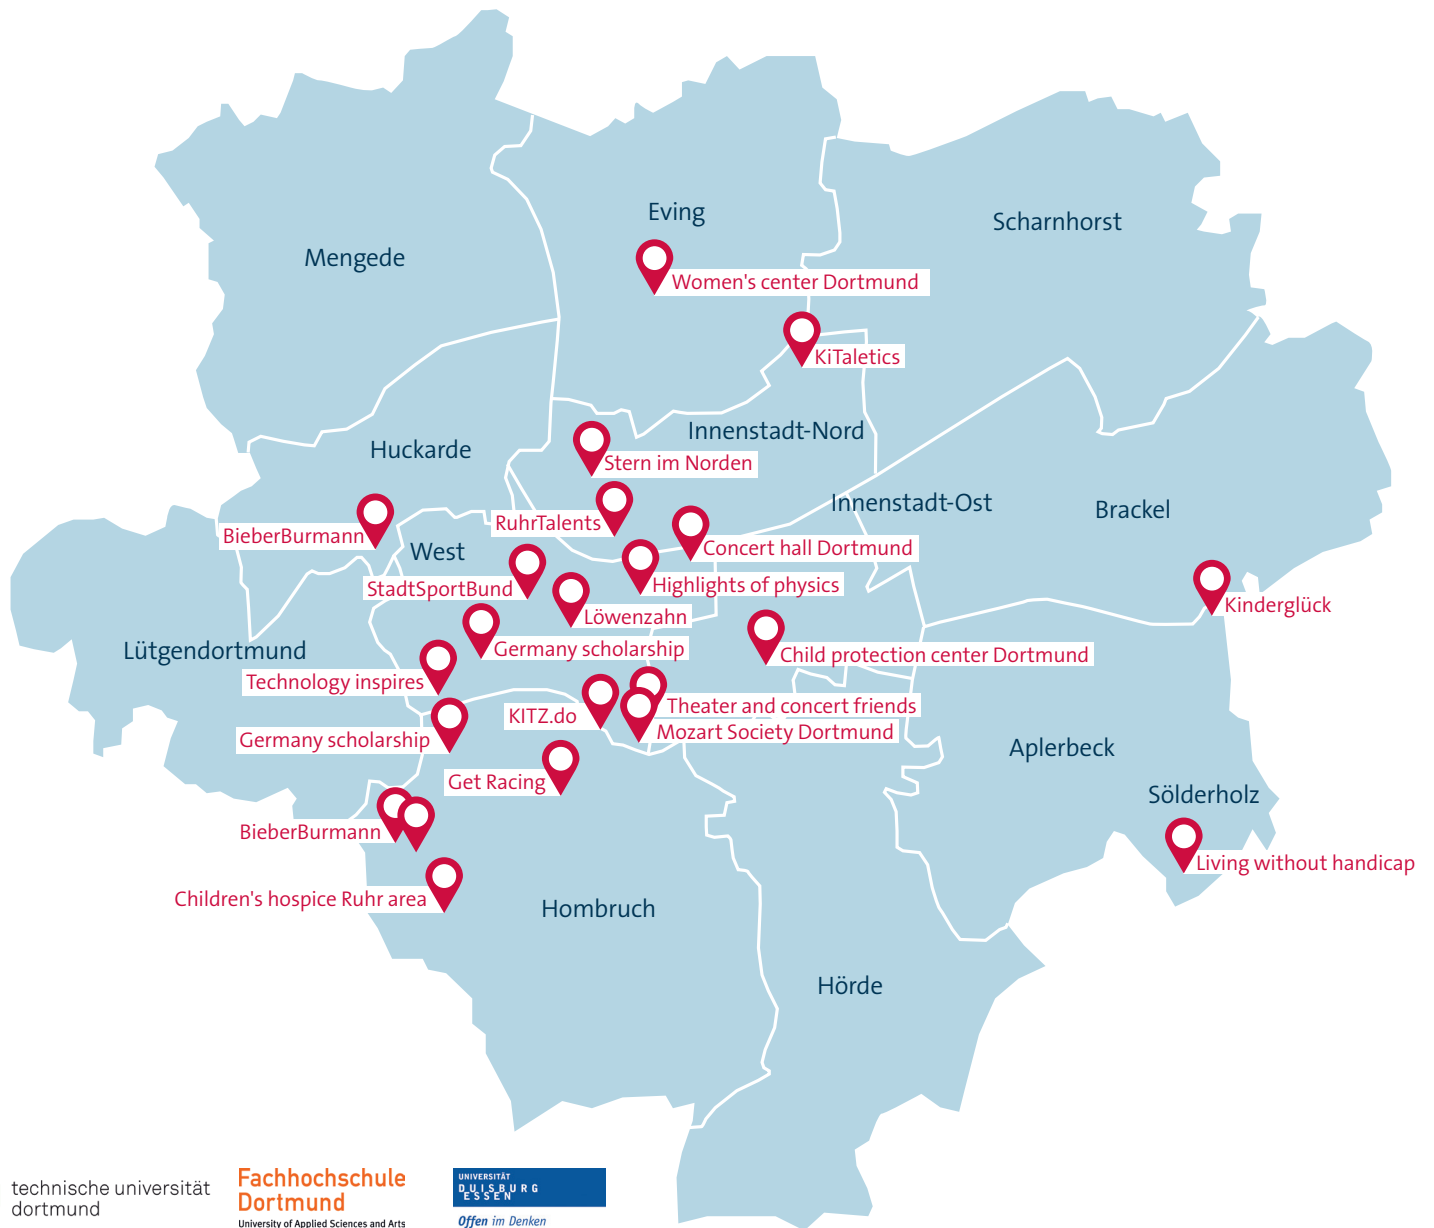 Eving
Scharnhorst
Mengede
Women's center Dortmund
KiTaletics
Innenstadt-Nord
Huckarde
Stern im Norden
Innenstadt-Ost
Brackel
RuhrTalents
BieberBurmann
West
Concert hall Dortmund
StadtSportBund
Highlights of physics
Kinderglück
Löwenzahn
Lütgendortmund
Germany scholarship
Child protection center Dortmund
Technology inspires
Theater and concert friends
KITZ.do
Mozart Society Dortmund
Germany scholarship
Aplerbeck
Get Racing
Sölderholz
BieberBurmann
Living without handicap
Children's hospice Ruhr area
Hombruch
Hörde
technische universität
dortmund
Fachhochschule
Dortmund
University of Applied Sciences and Arts
UNIVERSITÄT
DUISBURG
ESSEN
Offen im Denken